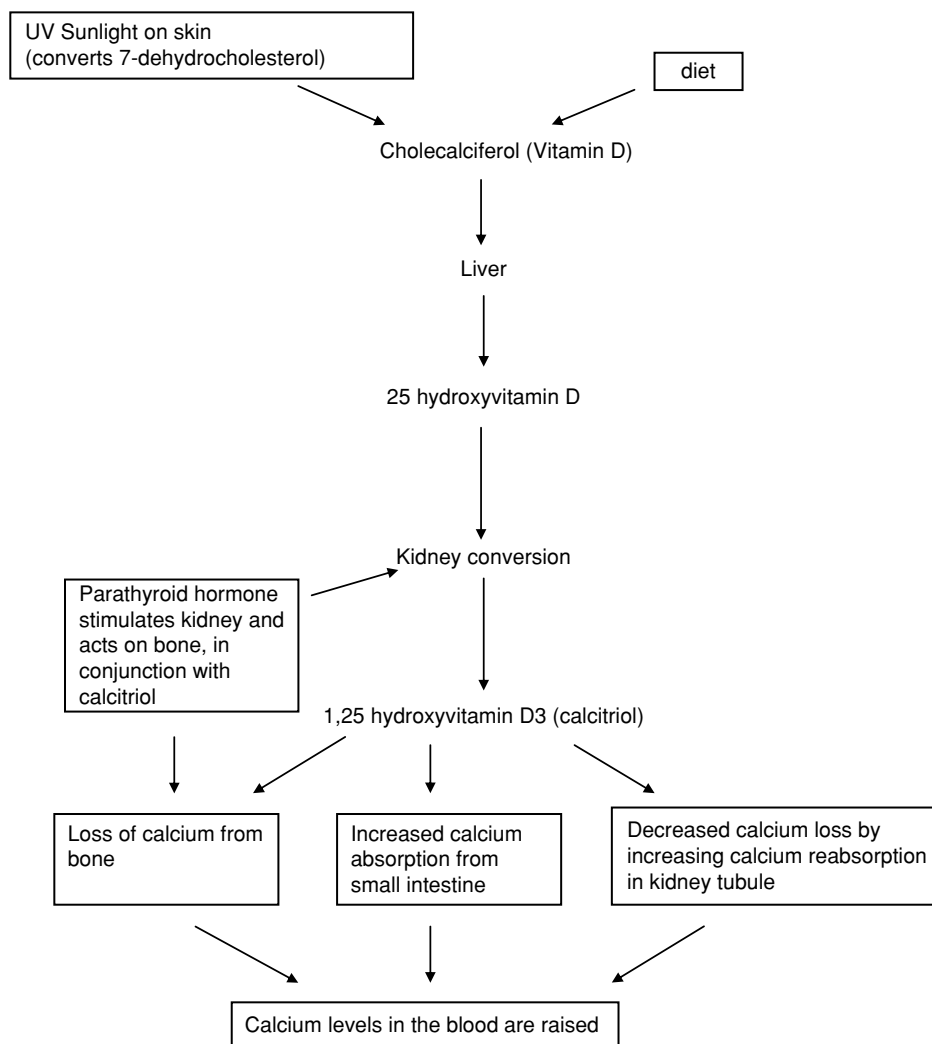 UV Sunlight on skin
(converts 7-dehydrocholesterol)
diet
Cholecalciferol (Vitamin D)
Liver
25 hydroxyvitamin D
Kidney conversion
Parathyroid hormone
stimulates kidney and
acts on bone, in
conjunction with
calcitriol
1,25 hydroxyvitamin D3 (calcitriol)
Loss of calcium from
bone
Increased calcium
absorption from
small intestine
Decreased calcium loss by
increasing calcium reabsorption
in kidney tubule
Calcium levels in the blood are raised